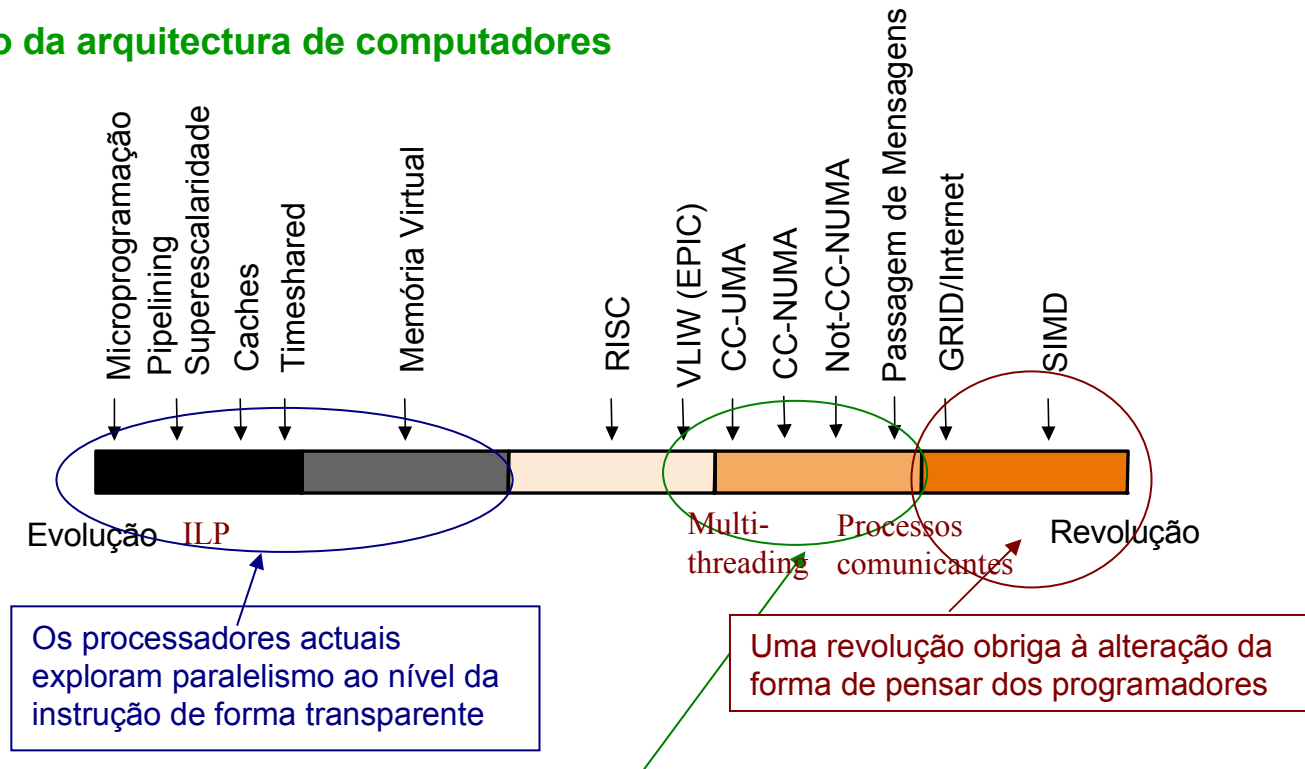 o da arquitectura de computadores
Microprogramação
Pipelining
Superescalaridade
Caches
Timeshared
Memória Virtual
RISC
VLIW (EPIC)
CC-UMA
CC-NUMA
Not-CC-NUMA
Passagem de Mensagens
GRID/Internet
SIMD
Evolução
ILP
Multi-
threading
Processos
comunicantes
Revolução
Os processadores actuais
exploram paralelismo ao nível da
instrução de forma transparente
Uma revolução obriga à alteração da
forma de pensar dos programadores